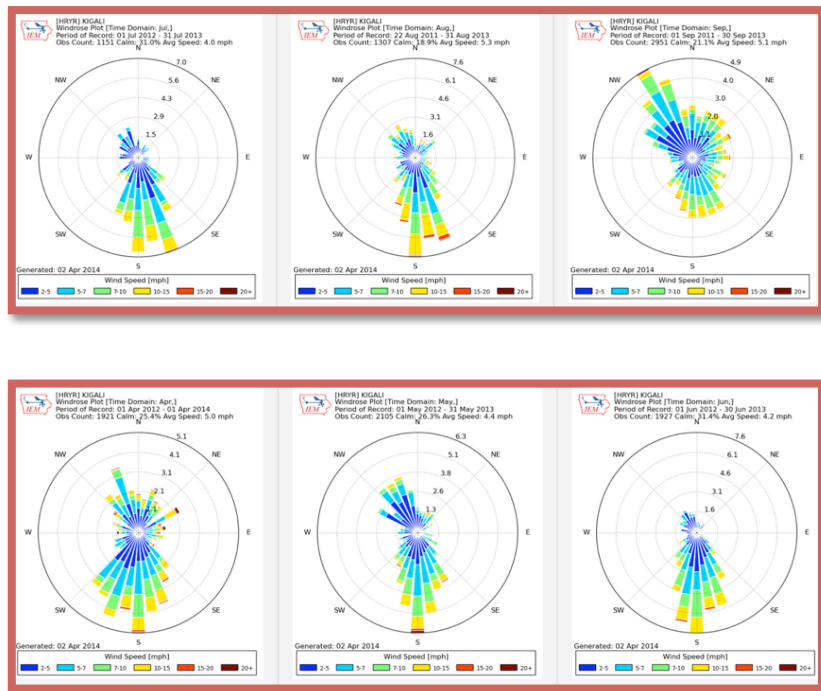 [HRYR] KIGALI
Windrose Plot [Time Domain: Jul,]
Period of Record: 01 Jul 2012 - 31 Jul 2013
Obs Count: 1151 Calm: 31.0% Avg Speed: 4.0 mph
N
7.0
NW
5.6
NE
4.3
2.9
1.5
W
E
SW
SE
S
Generated: 02 Apr 2014
Wind Speed [mph]
2-5 5-7 7-10 10-15 15-20 20+
IEM
[HRYR] KIGALI
Windrose Plot [Time Domain: Aug,]
Period of Record: 22 Aug 2011 - 31 Aug 2013
Obs Count: 1307 Calm: 18.9% Avg Speed: 5.3 mph
N
7.6
NW
6.1
NE
4.6
3.1
1.6
W
E
SW
SE
S
Generated: 02 Apr 2014
Wind Speed [mph]
2-5 5-7 7-10 10-15 15-20 20+
IEM
[HRYR] KIGALI
Windrose Plot [Time Domain: Sep,]
Period of Record: 01 Sep 2011 - 30 Sep 2013
Obs Count: 2951 Calm: 21.1% Avg Speed: 5.1 mph
N
4.9
NW
4.0
NE
3.0
2.0
W
E
SW
SE
S
Generated: 02 Apr 2014
Wind Speed [mph]
2-5 5-7 7-10 10-15 15-20 20+
IEM
[HRYR] KIGALI
Windrose Plot [Time Domain: Apr,]
Period of Record: 01 Apr 2012 - 01 Apr 2014
Obs Count: 1921 Calm: 25.4% Avg Speed: 5.0 mph
N
5.1
NW
4.1
NE
3.1
2.1
W
E
SW
SE
S
Generated: 02 Apr 2014
Wind Speed [mph]
2-5 5-7 7-10 10-15 15-20 20+
IEM
[HRYR] KIGALI
Windrose Plot [Time Domain: May,]
Period of Record: 01 May 2012 - 31 May 2013
Obs Count: 2105 Calm: 26.3% Avg Speed: 4.4 mph
N
6.3
NW
5.1
NE
3.8
2.6
1.3
W
E
SW
SE
S
Generated: 02 Apr 2014
Wind Speed [mph]
2-5 5-7 7-10 10-15 15-20 20+
IEM
[HRYR] KIGALI
Windrose Plot [Time Domain: Jun,]
Period of Record: 01 Jun 2012 - 30 Jun 2013
Obs Count: 1927 Calm: 31.4% Avg Speed: 4.2 mph
N
7.6
NW
6.1
NE
4.6
3.1
1.6
W
E
SW
SE
S
Generated: 02 Apr 2014
Wind Speed [mph]
2-5 5-7 7-10 10-15 15-20 20+
IEM